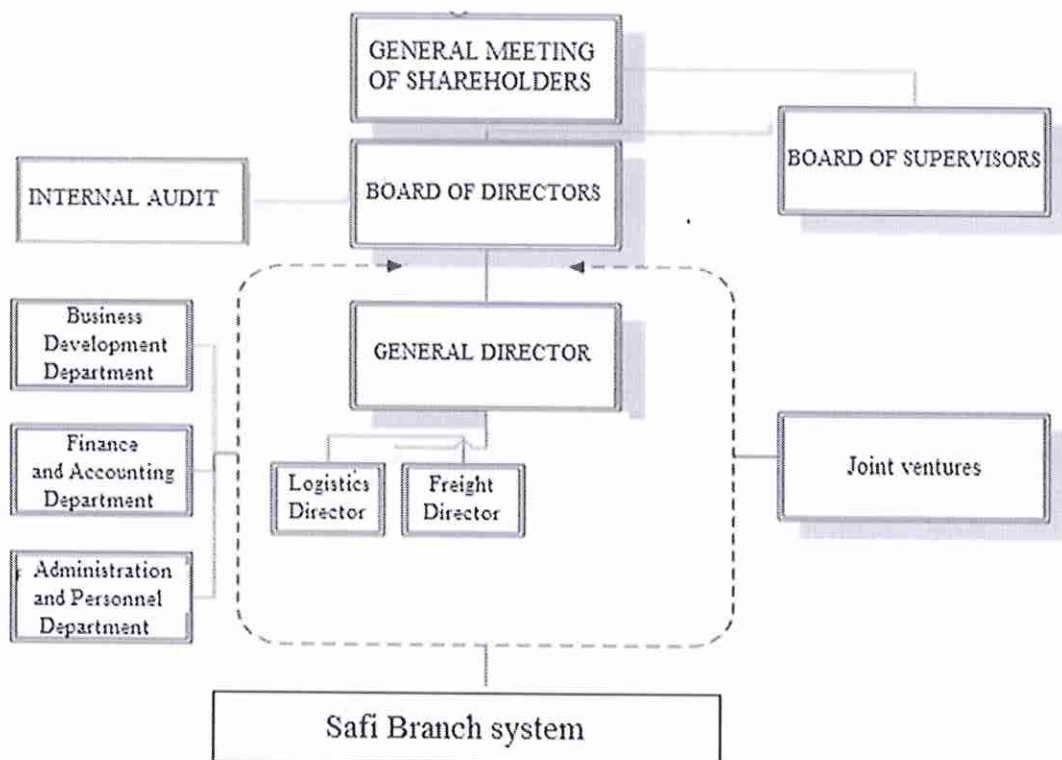 GENERAL MEETING
OF SHAREHOLDERS
BOARD OF SUPERVISORS
INTERNAL AUDIT
BOARD OF DIRECTORS
Business
Development
Department
GENERAL DIRECTOR
Finance
and Accounting
Department
Logistics
Director
Freight
Director
Joint ventures
Administration
and Personnel
Department
Safi Branch system